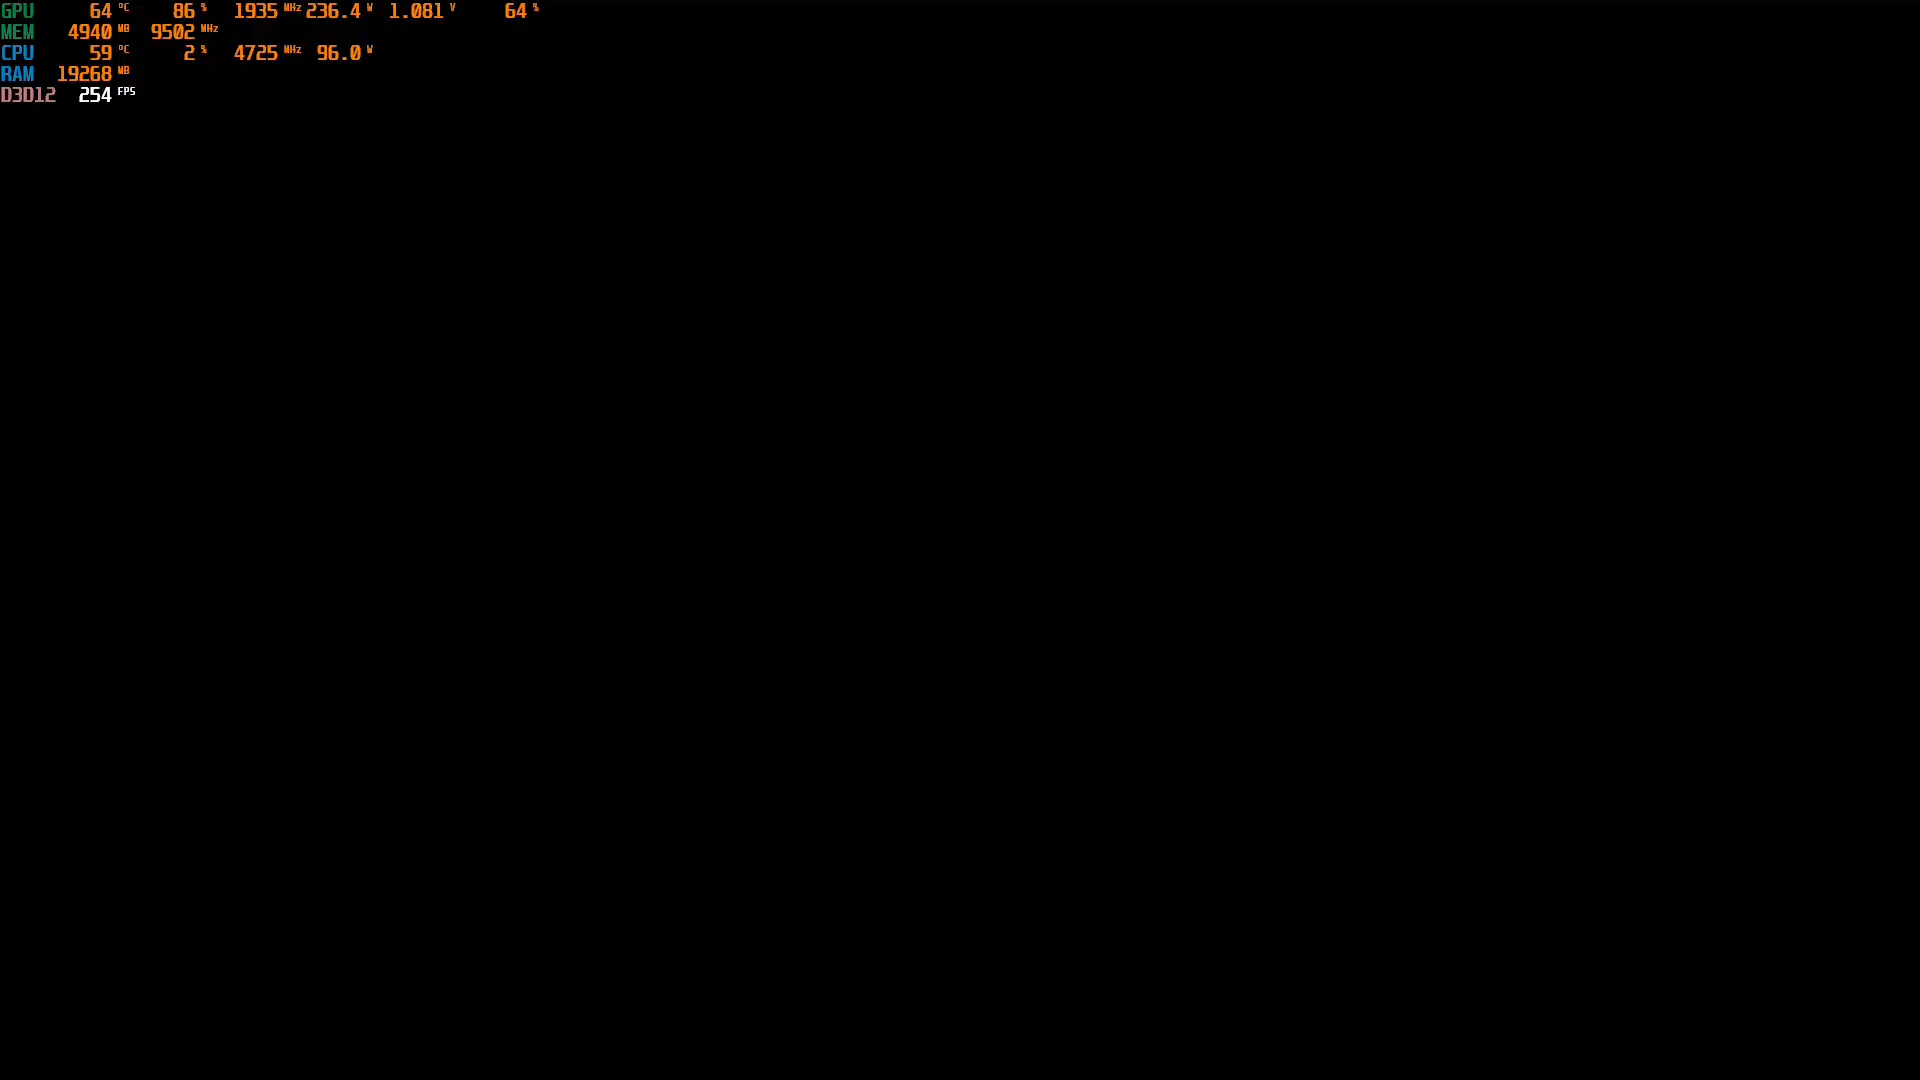 GPU 64 °C 86 % 1935 MHz 236.4 W 1.081 V 64 %
MEM 4940 MB 9502 MHz
CPU 59 °C 2 % 4725 MHz 96.0 W
RAM 19268 MB
D3D12 254 FPS